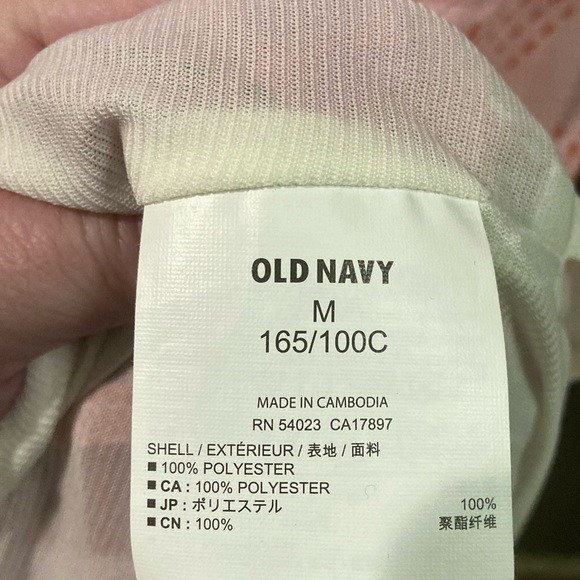 OLD NAVY
M
165/100C
MADE IN CAMBODIA
RN 54023 CA17897
SHELL / EXTÉRIEUR / 表地 / 面料
■ 100% POLYESTER
■ CA : 100% POLYESTER
■ JP : ポリエステル 100%
■ CN : 100% 聚酯纤维